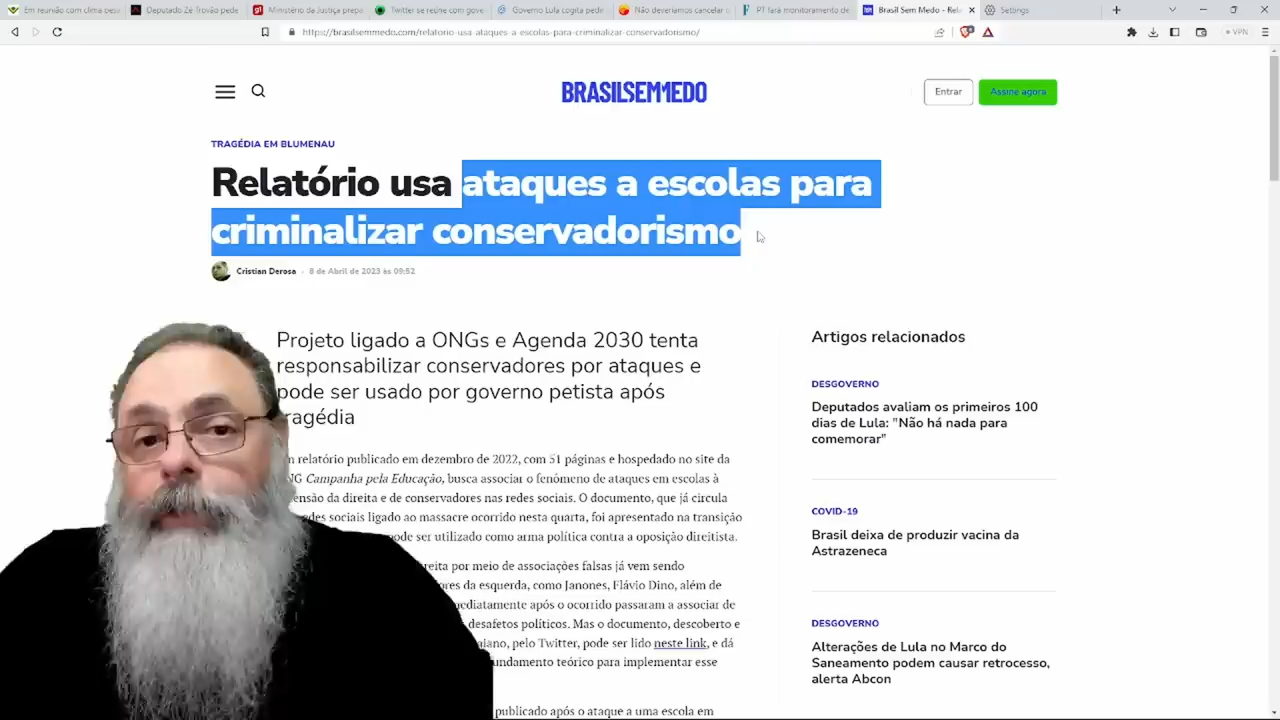 Em reunião com clima pesa
Deputado Zé Trovão pede
Ministério da Justiça prepa
Twitter se reúne com gove
Governo Lula cogita pedir
Não deveríamos cancelar o
PT fará monitoramento de
Brasil Sem Medo - Rela
Settings
https://brasilsemmedo.com/relatorio-usa-ataques-a-escolas-para-criminalizar-conservadorismo/
VPN
BRASILSEMMEDO
Entrar
Assine agora
TRAGÉDIA EM BLUMENAU
Relatório usa ataques a escolas para
criminalizar conservadorismo
Cristian Derosa - 8 de Abril de 2023 às 09:52
Projeto ligado a ONGs e Agenda 2030 tenta
responsabilizar conservadores por ataques e
pode ser usado por governo petista após
tragédia
relatório publicado em dezembro de 2022, com 51 páginas e hospedado no site da
NG Campanha pela Educação, busca associar o fenômeno de ataques em escolas à
ensão da direita e de conservadores nas redes sociais. O documento, que já circula
des sociais ligado ao massacre ocorrido nesta quarta, foi apresentado na transição
pode ser utilizado como arma política contra a oposição direitista.
reita por meio de associações falsas já vem sendo
res da esquerda, como Janones, Flávio Dino, além de
mediatamente após o ocorrido passaram a associar de
desafetos políticos. Mas o documento, descoberto e
aiano, pelo Twitter, pode ser lido neste link, e dá
undamento teórico para implementar esse
publicado após o ataque a uma escola em
Artigos relacionados
DESGOVERNO
Deputados avaliam os primeiros 100
dias de Lula: "Não há nada para
comemorar"
COVID-19
Brasil deixa de produzir vacina da
Astrazeneca
DESGOVERNO
Alterações de Lula no Marco do
Saneamento podem causar retrocesso,
alerta Abcon